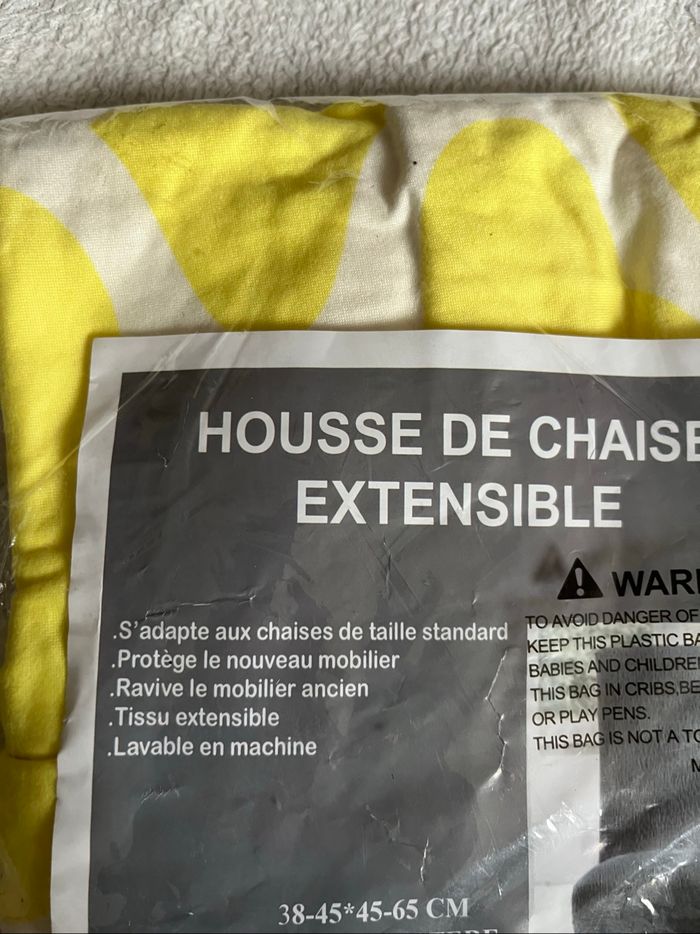 HOUSSE DE CHAISE
EXTENSIBLE
.S'adapte aux chaises de taille standard
.Protège le nouveau mobilier
.Ravive le mobilier ancien
.Tissu extensible
.Lavable en machine
TO AVOID DANGER OF
KEEP THIS PLASTIC
BABIES AND
THIS BAG IN CRIBS,
OR PLAY PENS.
THIS BAG IS NOT A
38-45*45-65 CM